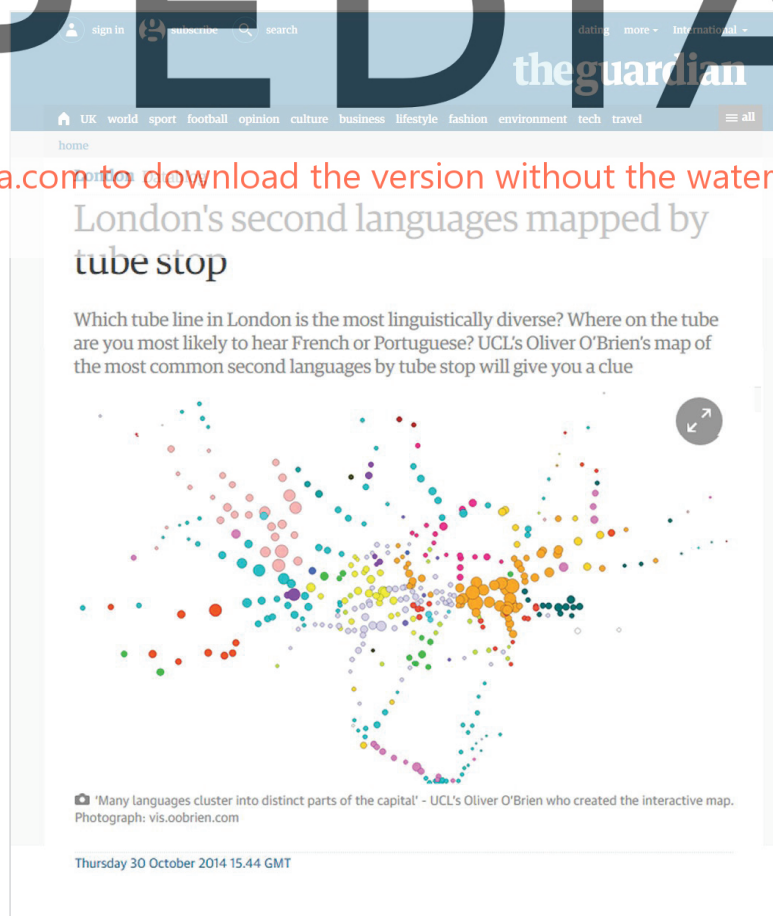 PEDIA
sign in subscribe search dating more International
theguardian
UK world sport football opinion culture business lifestyle fashion environment tech travel all
home
London
a.com to download the version without the water
London's second languages mapped by
tube stop
Which tube line in London is the most linguistically diverse? Where on the tube
are you most likely to hear French or Portuguese? UCL's Oliver O'Brien's map of
the most common second languages by tube stop will give you a clue
'Many languages cluster into distinct parts of the capital' - UCL's Oliver O'Brien who created the interactive map.
Photograph: vis.oobrien.com
Thursday 30 October 2014 15.44 GMT